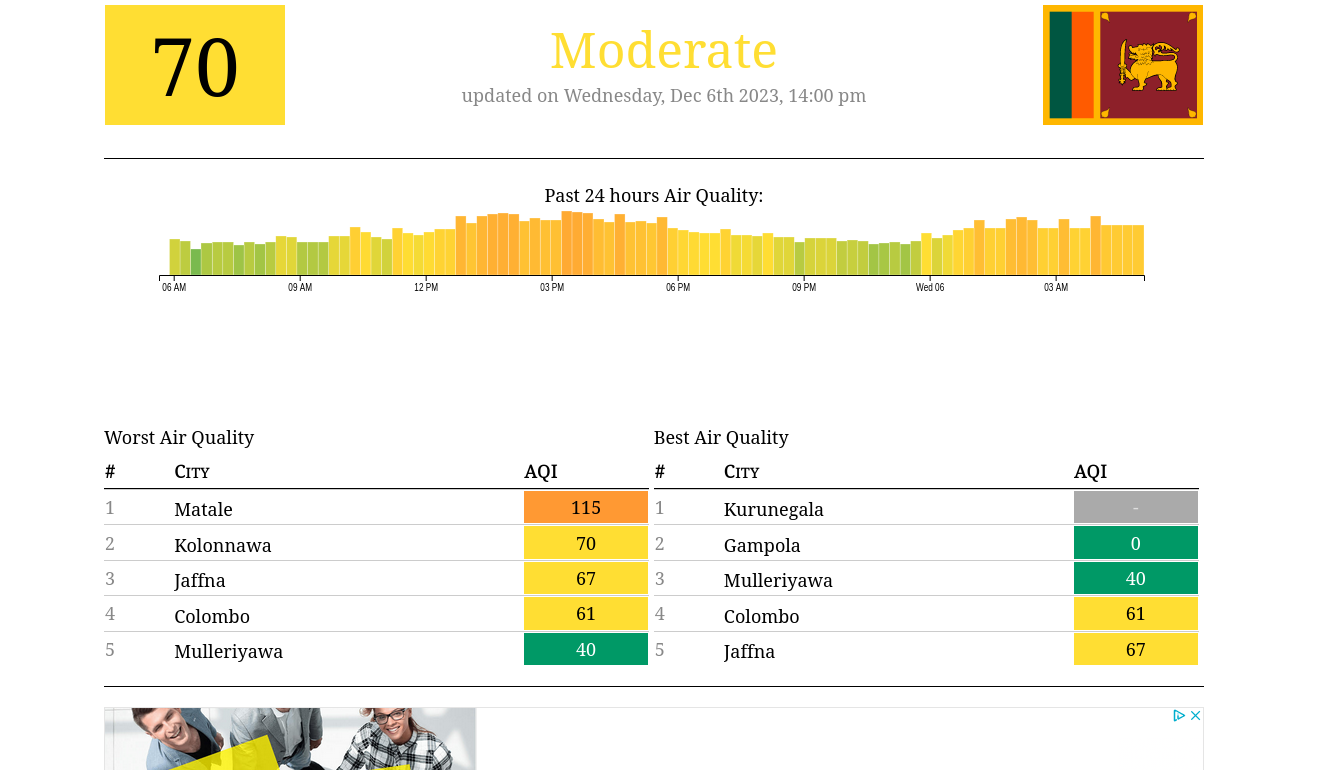 70
Moderate
updated on Wednesday, Dec 6th 2023, 14:00 pm
Past 24 hours Air Quality:
06 AM 09 AM 12 PM 03 PM 06 PM 09 PM Wed 06 03 AM
Worst Air Quality
# City AQI
1 Matale 115
2 Kolonnawa 70
3 Jaffna 67
4 Colombo 61
5 Mulleriyawa 40
Best Air Quality
# City AQI
1 Kurunegala -
2 Gampola 0
3 Mulleriyawa 40
4 Colombo 61
5 Jaffna 67